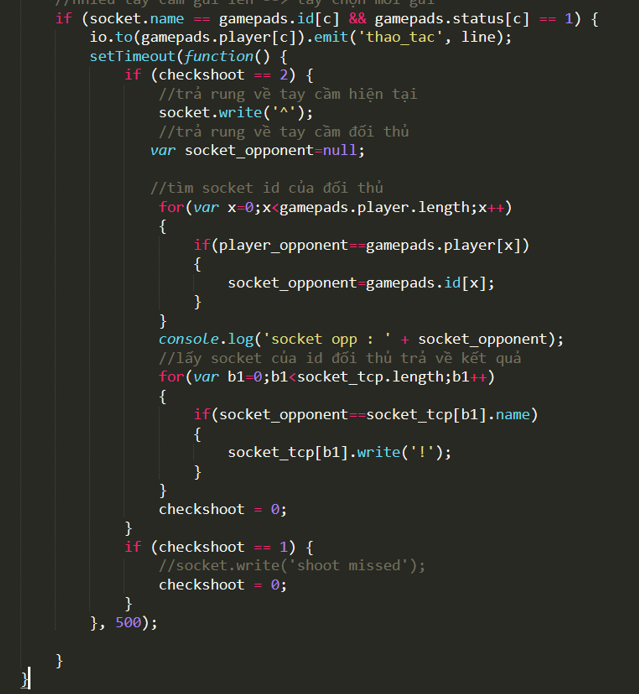 //nhiều tay cầm gửi lên --> tay chọn mới gửi
if (socket.name == gamepads.id[c] && gamepads.status[c] == 1) {
io.to(gamepads.player[c]).emit('thao_tac', line);
setTimeout(function() {
if (checkshoot == 2) {
//trả rung về tay cầm hiện tại
socket.write('^');
//trả rung về tay cầm đối thủ
var socket_opponent=null;
//tìm socket id của đối thủ
for(var x=0;x<gamepads.player.length;x++)
{
if(player_opponent==gamepads.player[x])
{
socket_opponent=gamepads.id[x];
}
}
console.log('socket opp : ' + socket_opponent);
//lấy socket của id đối thủ trả về kết quả
for(var b1=0;b1<socket_tcp.length;b1++)
{
if(socket_opponent==socket_tcp[b1].name)
{
socket_tcp[b1].write('!');
}
}
checkshoot = 0;
}
if (checkshoot == 1) {
//socket.write('shoot missed');
checkshoot = 0;
}
}, 500);
}
}